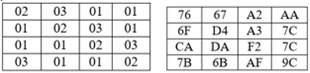 02 03 01 01 76 67 A2 AA
01 02 03 01 6F D4 A3 7C
01 01 02 03 CA DA F2 7C
03 01 01 02 7B 6B AF 9C